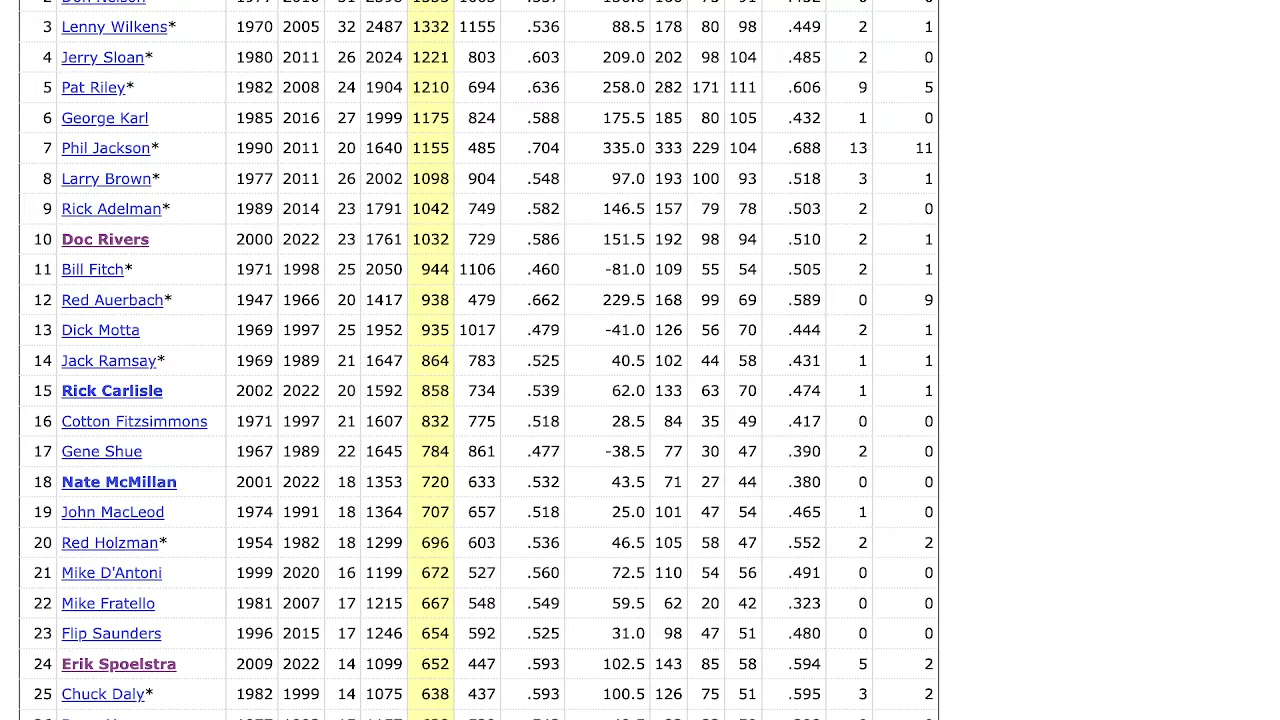 3 Lenny Wilkens* 1970 2005 32 2487 1332 1155 .536 88.5 178 80 98 .449 2 1
4 Jerry Sloan* 1980 2011 26 2024 1221 803 .603 209.0 202 98 104 .485 2 0
5 Pat Riley* 1982 2008 24 1904 1210 694 .636 258.0 282 171 111 .606 9 5
6 George Karl 1985 2016 27 1999 1175 824 .588 175.5 185 80 105 .432 1 0
7 Phil Jackson* 1990 2011 20 1640 1155 485 .704 335.0 333 229 104 .688 13 11
8 Larry Brown* 1977 2011 26 2002 1098 904 .548 97.0 193 100 93 .518 3 1
9 Rick Adelman* 1989 2014 23 1791 1042 749 .582 146.5 157 79 78 .503 2 0
10 Doc Rivers 2000 2022 23 1761 1032 729 .586 151.5 192 98 94 .510 2 1
11 Bill Fitch* 1971 1998 25 2050 944 1106 .460 -81.0 109 55 54 .505 2 1
12 Red Auerbach* 1947 1966 20 1417 938 479 .662 229.5 168 99 69 .589 0 9
13 Dick Motta 1969 1997 25 1952 935 1017 .479 -41.0 126 56 70 .444 2 1
14 Jack Ramsay* 1969 1989 21 1647 864 783 .525 40.5 102 44 58 .431 1 1
15 Rick Carlisle 2002 2022 20 1592 858 734 .539 62.0 133 63 70 .474 1 1
16 Cotton Fitzsimmons 1971 1997 21 1607 832 775 .518 28.5 84 35 49 .417 0 0
17 Gene Shue 1967 1989 22 1645 784 861 .477 -38.5 77 30 47 .390 2 0
18 Nate McMillan 2001 2022 18 1353 720 633 .532 43.5 71 27 44 .380 0 0
19 John MacLeod 1974 1991 18 1364 707 657 .518 25.0 101 47 54 .465 1 0
20 Red Holzman* 1954 1982 18 1299 696 603 .536 46.5 105 58 47 .552 2 2
21 Mike D'Antoni 1999 2020 16 1199 672 527 .560 72.5 110 54 56 .491 0 0
22 Mike Fratello 1981 2007 17 1215 667 548 .549 59.5 62 20 42 .323 0 0
23 Flip Saunders 1996 2015 17 1246 654 592 .525 31.0 98 47 51 .480 0 0
24 Erik Spoelstra 2009 2022 14 1099 652 447 .593 102.5 143 85 58 .594 5 2
25 Chuck Daly* 1982 1999 14 1075 638 437 .593 100.5 126 75 51 .595 3 2